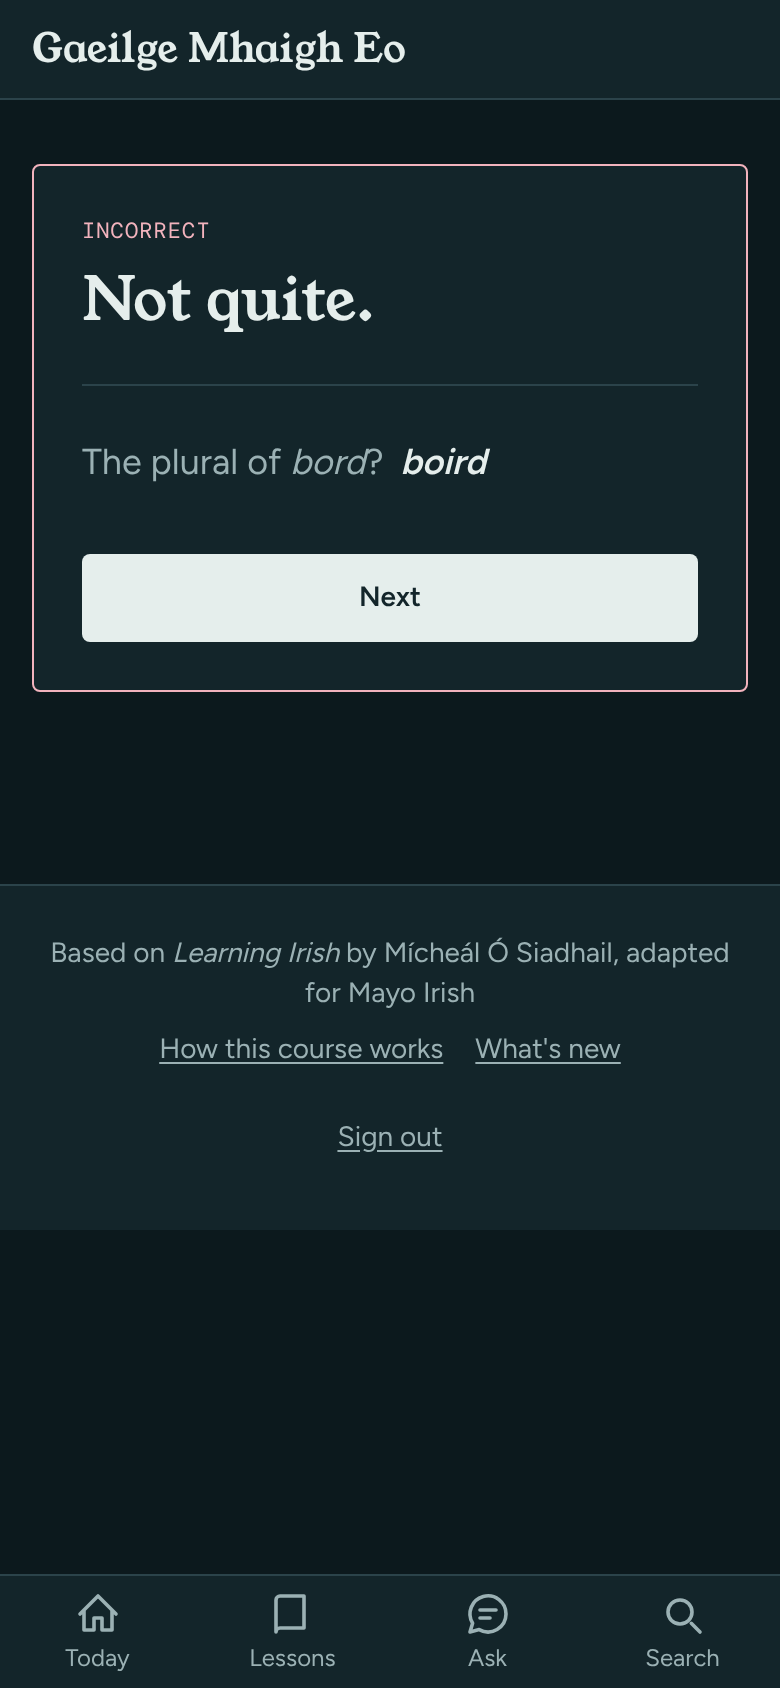 Gaeilge Mhaigh Eo
INCORRECT
Not quite.
The plural of bord? boird
Next
Based on Learning Irish by Mícheál Ó Siadhail, adapted
for Mayo Irish
How this course works What's new
Sign out
Today Lessons Ask Search